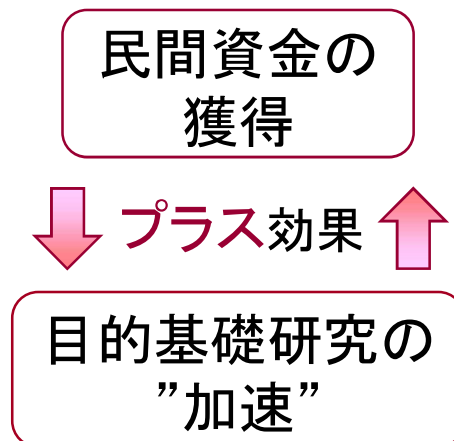 民間資金の
獲得
プラス効果
目的基礎研究の
”加速”